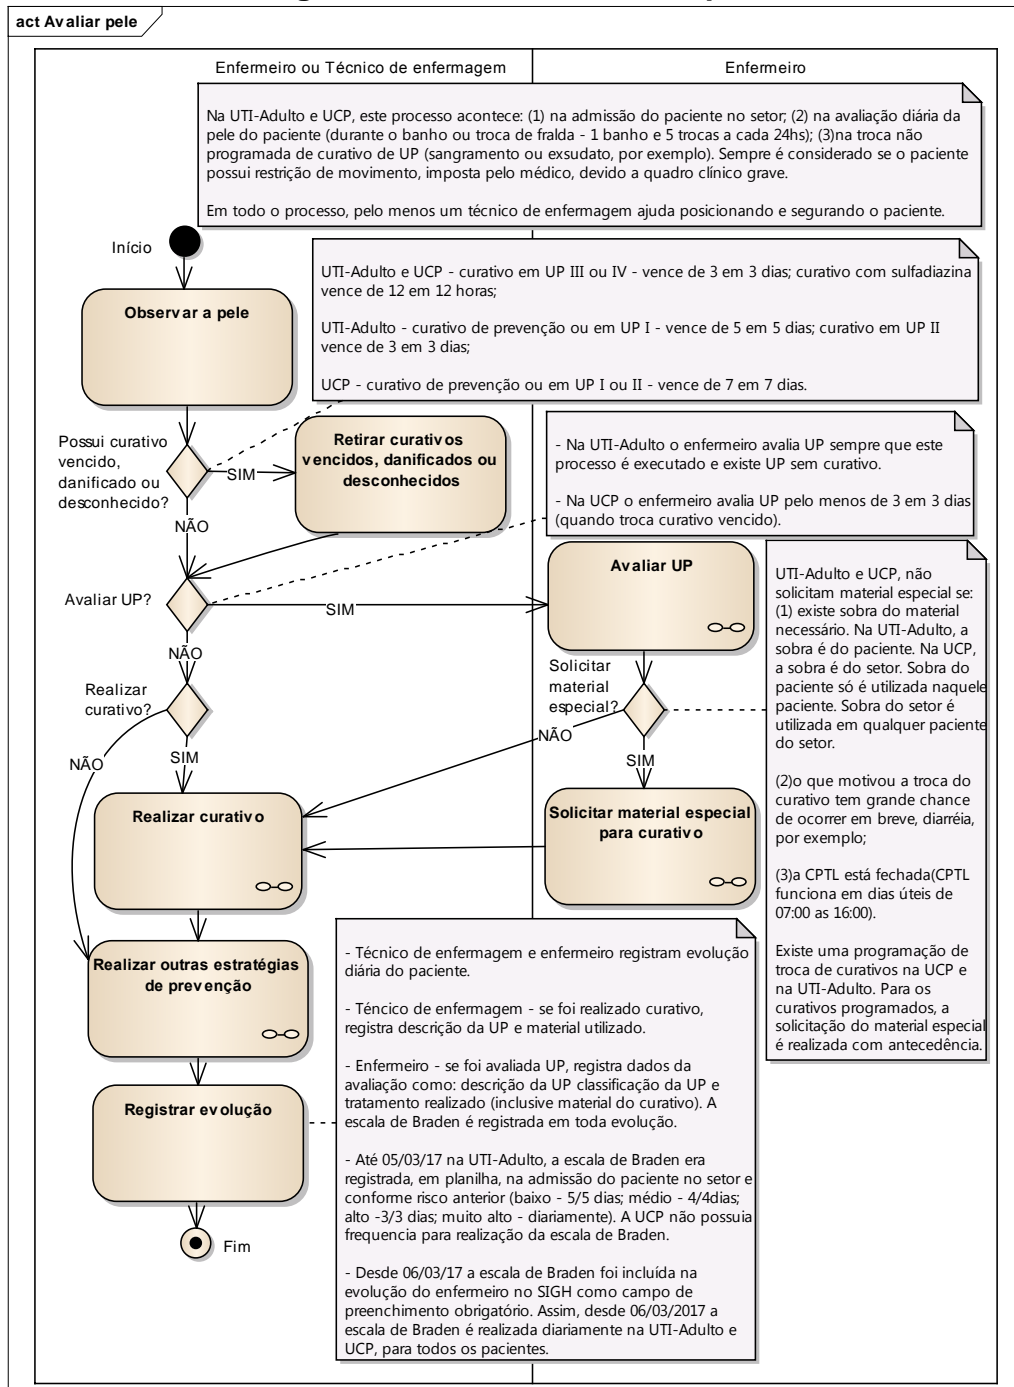 act Avaliar pele
Enfermeiro ou Técnico de enfermagem
Enfermeiro
Na UTI-Adulto e UCP, este processo acontece: (1) na admissão do paciente no setor; (2) na avaliação diária da
pele do paciente (durante o banho ou troca de fralda - 1 banho e 5 trocas a cada 24hs); (3)na troca não
programada de curativo de UP (sangramento ou exsudato, por exemplo). Sempre é considerado se o paciente
possui restrição de movimento, imposta pelo médico, devido a quadro clínico grave.
Em todo o processo, pelo menos um técnico de enfermagem ajuda posicionando e segurando o paciente.
Início
Observar a pele
UTI-Adulto e UCP - curativo em UP III ou IV - vence de 3 em 3 dias; curativo com sulfadiazina
vence de 12 em 12 horas;
UTI-Adulto - curativo de prevenção ou em UP I - vence de 5 em 5 dias; curativo em UP II
vence de 3 em 3 dias;
UCP - curativo de prevenção ou em UP I ou II - vence de 7 em 7 dias.
Possui curativo
vencido,
danificado ou
desconhecido?
SIM
NÃO
Retirar curativos
vencidos, danificados ou
desconhecidos
- Na UTI-Adulto o enfermeiro avalia UP sempre que este
processo é executado e existe UP sem curativo.
- Na UCP o enfermeiro avalia UP pelo menos de 3 em 3 dias
(quando troca curativo vencido).
Avaliar UP?
SIM
NÃO
Avaliar UP
UTI-Adulto e UCP, não
solicitam material especial se:
(1) existe sobra do material
necessário. Na UTI-Adulto, a
sobra é do paciente. Na UCP,
a sobra é do setor. Sobra do
paciente só é utilizada naquele
paciente. Sobra do setor é
utilizada em qualquer paciente
do setor.
(2)o que motivou a troca do
curativo tem grande chance
de ocorrer em breve, diarréia,
por exemplo;
(3)a CPTL está fechada(CPTL
funciona em dias úteis de
07:00 as 16:00).
Existe uma programação de
troca de curativos na UCP e
na UTI-Adulto. Para os
curativos programados, a
solicitação do material especial
é realizada com antecedência.
Realizar
curativo?
NÃO
SIM
Solicitar
material
especial?
NÃO
SIM
Realizar curativo
Solicitar material especial
para curativo
Realizar outras estratégias
de prevenção
Registrar evolução
Fim
- Técnico de enfermagem e enfermeiro registram evolução
diária do paciente.
- Téncico de enfermagem - se foi realizado curativo,
registra descrição da UP e material utilizado.
- Enfermeiro - se foi avaliada UP, registra dados da
avaliação como: descrição da UP classificação da UP e
tratamento realizado (inclusive material do curativo). A
escala de Braden é registrada em toda evolução.
- Até 05/03/17 na UTI-Adulto, a escala de Braden era
registrada, em planilha, na admissão do paciente no setor e
conforme risco anterior (baixo - 5/5 dias; médio - 4/4dias;
alto -3/3 dias; muito alto - diariamente). A UCP não possuia
frequencia para realização da escala de Braden.
- Desde 06/03/17 a escala de Braden foi incluída na
evolução do enfermeiro no SIGH como campo de
preenchimento obrigatório. Assim, desde 06/03/2017 a
escala de Braden é realizada diariamente na UTI-Adulto e
UCP, para todos os pacientes.